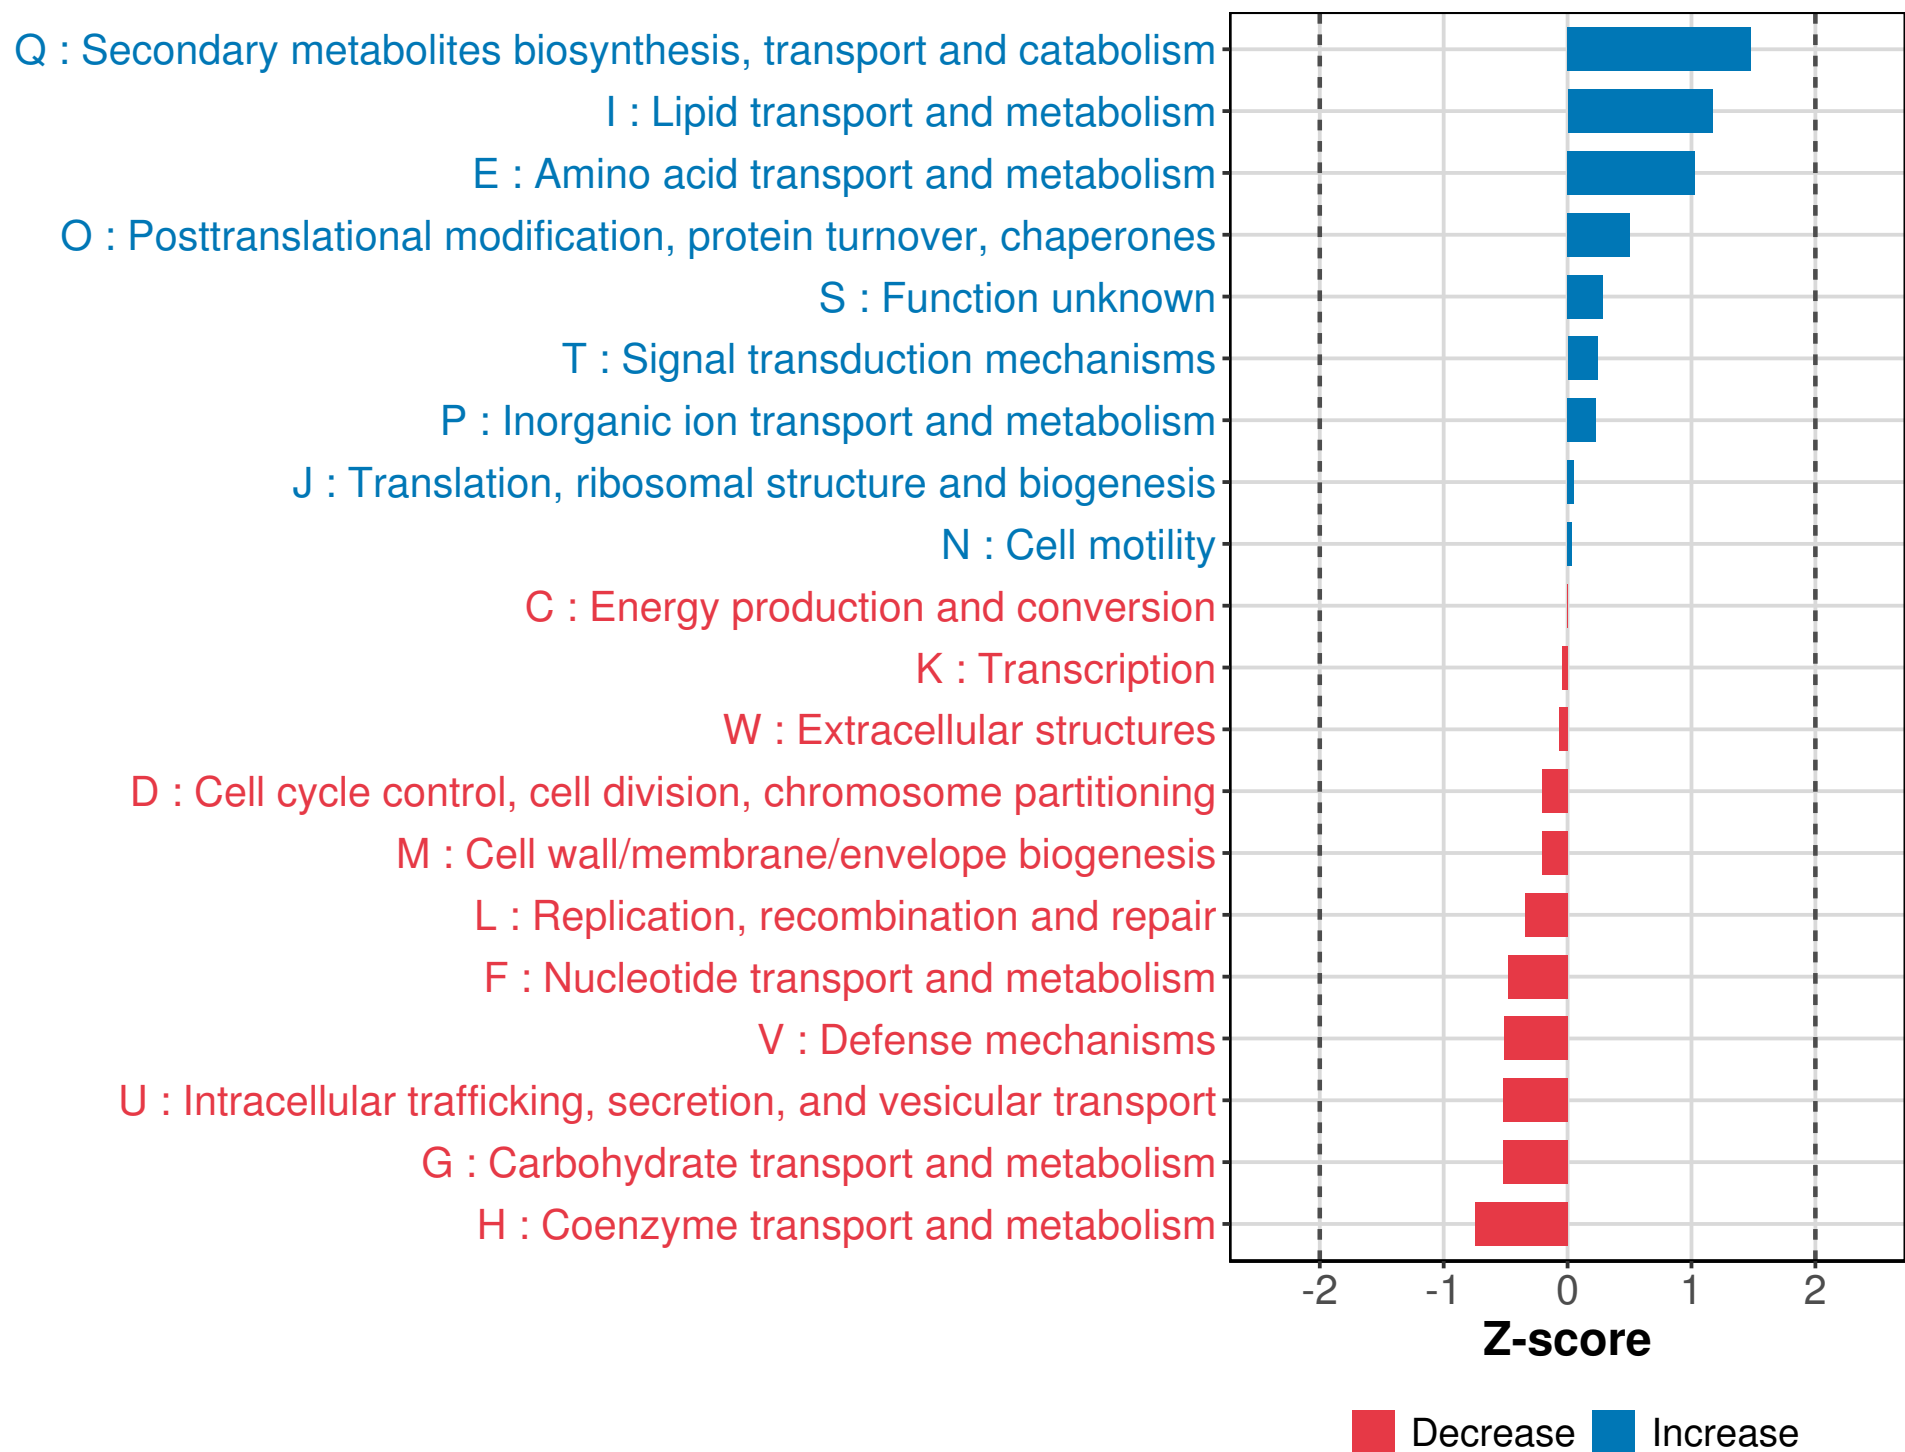 Q : Secondary metabolites biosynthesis, transport and catabolism
I : Lipid transport and metabolism
E : Amino acid transport and metabolism
O : Posttranslational modification, protein turnover, chaperones
S : Function unknown
T : Signal transduction mechanisms
P : Inorganic ion transport and metabolism
J : Translation, ribosomal structure and biogenesis
N : Cell motility
C : Energy production and conversion
K : Transcription
W : Extracellular structures
D : Cell cycle control, cell division, chromosome partitioning
M : Cell wall/membrane/envelope biogenesis
L : Replication, recombination and repair
F : Nucleotide transport and metabolism
V : Defense mechanisms
U : Intracellular trafficking, secretion, and vesicular transport
G : Carbohydrate transport and metabolism
H : Coenzyme transport and metabolism
-2 -1 0 1 2
Z-score
Decrease Increase